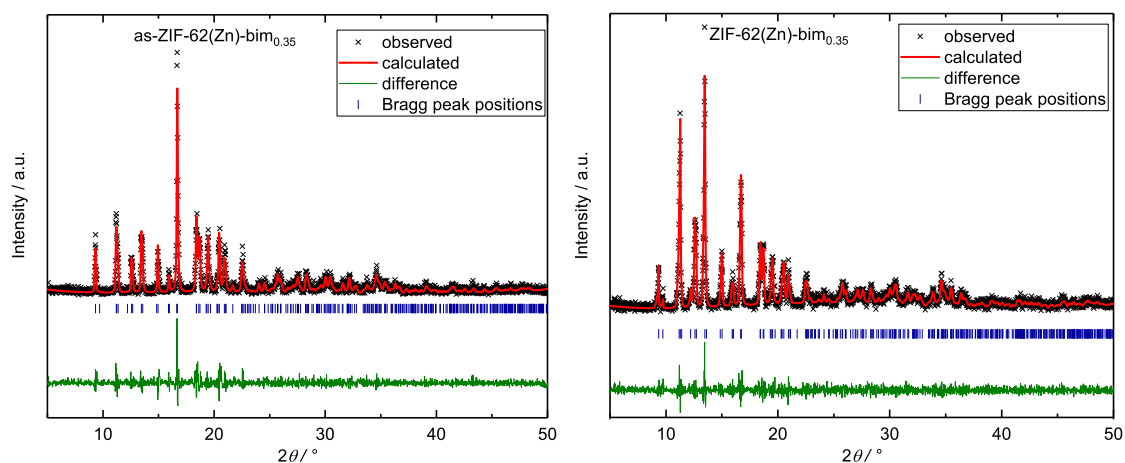 as-ZIF-62(Zn)-bim0.35
observed
calculated
difference
Bragg peak positions
Intensity / a.u.
10 20 30 40 50
2θ / °
ZIF-62(Zn)-bim0.35
observed
calculated
difference
Bragg peak positions
Intensity / a.u.
10 20 30 40 50
2θ / °